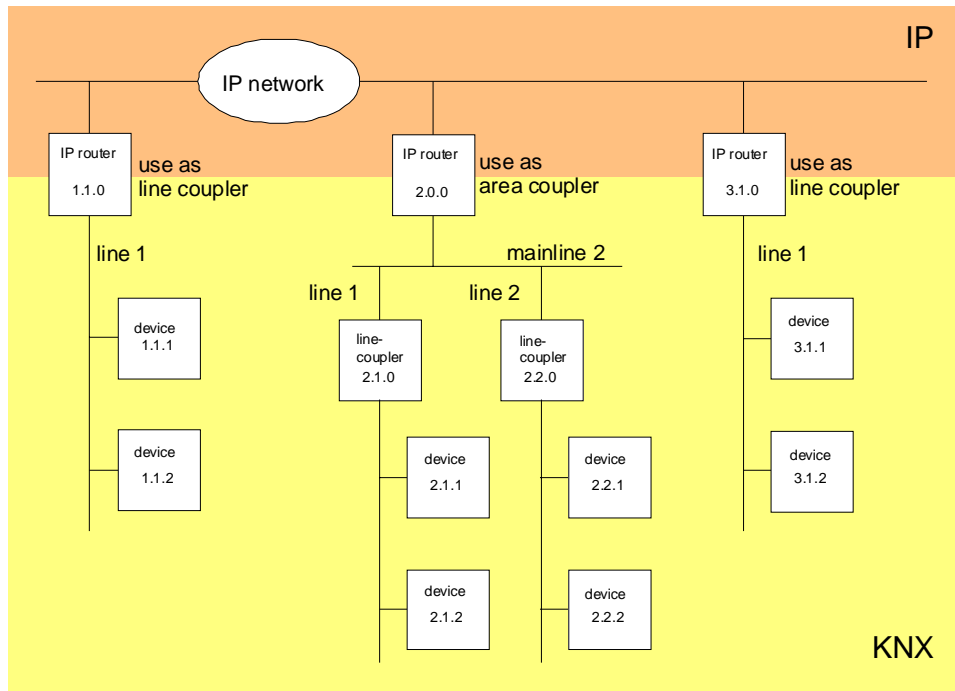 IP
IP network
IP router
1.1.0
use as
line coupler
IP router
2.0.0
use as
area coupler
IP router
3.1.0
use as
line coupler
line 1
mainline 2
line 1
line 1
line 2
device
1.1.1
line-
coupler
2.1.0
line-
coupler
2.2.0
device
3.1.1
device
1.1.2
device
2.1.1
device
2.2.1
device
3.1.2
device
2.1.2
device
2.2.2
KNX